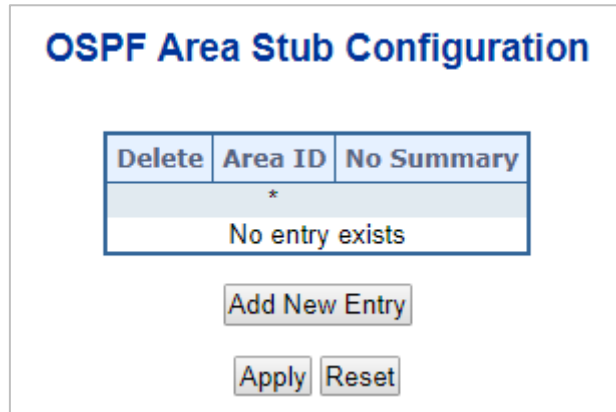 OSPF Area Stub Configuration
Delete Area ID No Summary
*
No entry exists
Add New Entry
Apply Reset